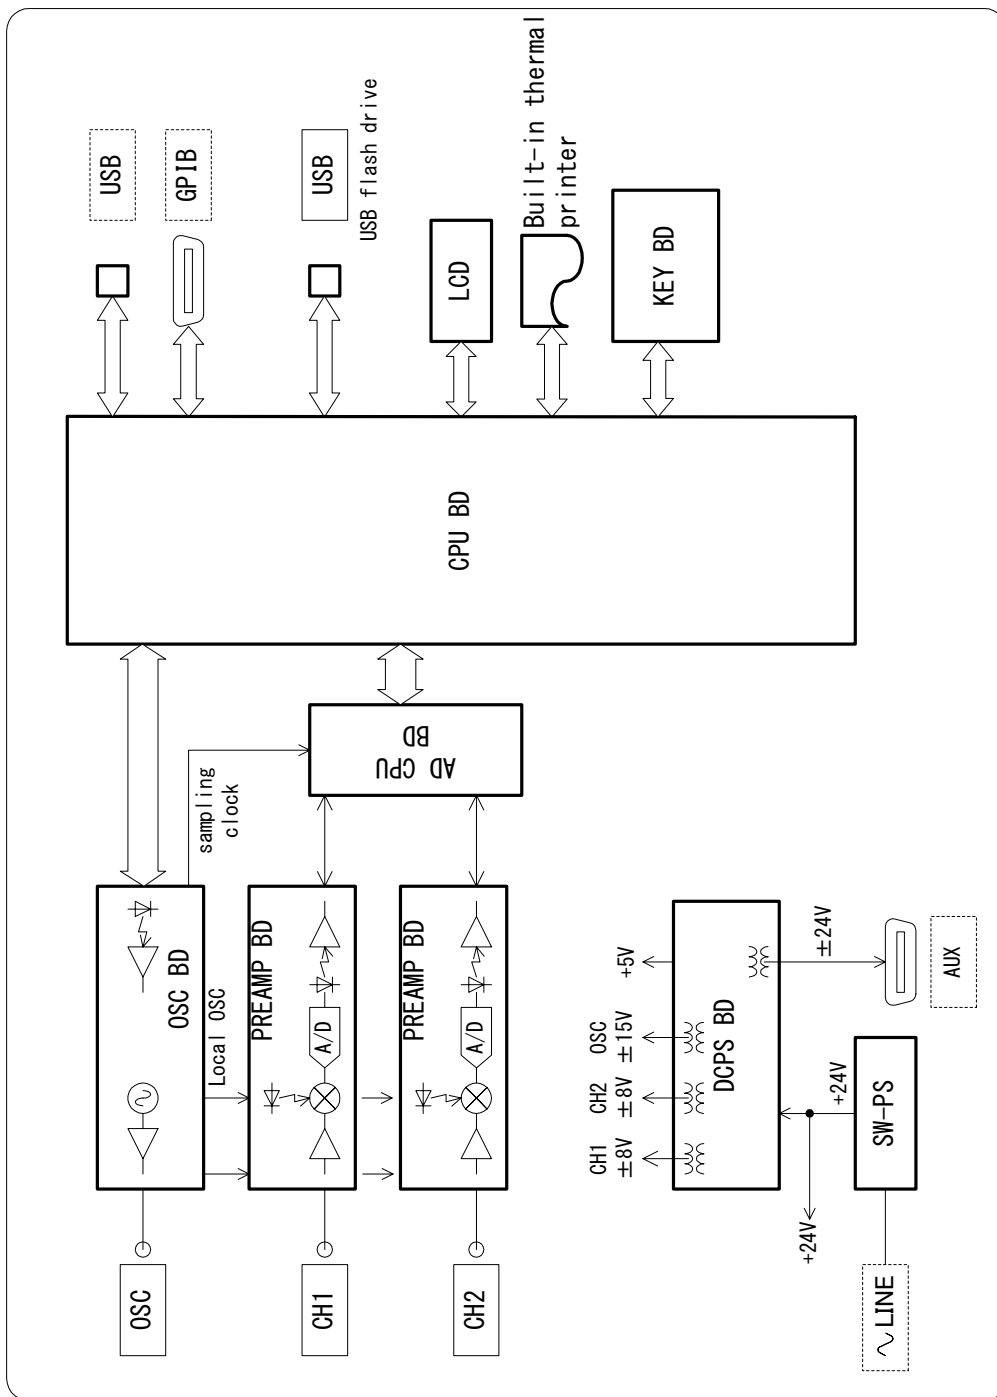 OSC
CH1
CH2
OSC BD
Local OSC
PREAMP BD
A/D
PREAMP BD
A/D
sampling
clock
AD CPU
BD
CPU BD
USB
GPIB
USB
USB flash drive
LCD
Built-in thermal
printer
KEY BD
CH1
±8V
CH2
±8V
OSC
±15V
+5V
DCPS BD
±24V
AUX
+24V
+24V
SW-PS
LINE